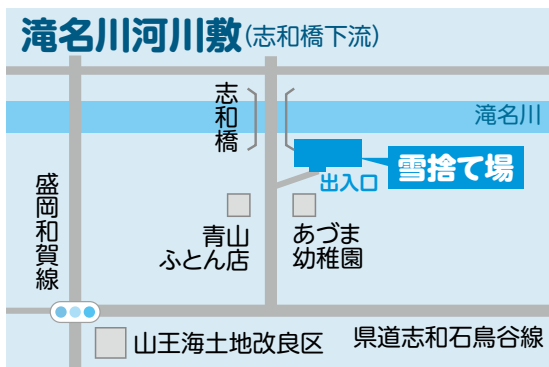 滝名川河川敷(志和橋下流)
志和橋
滝名川
雪捨て場
出入口
盛岡和賀線
青山
ふとん店
あづま
幼稚園
山王海土地改良区
県道志和石鳥谷線